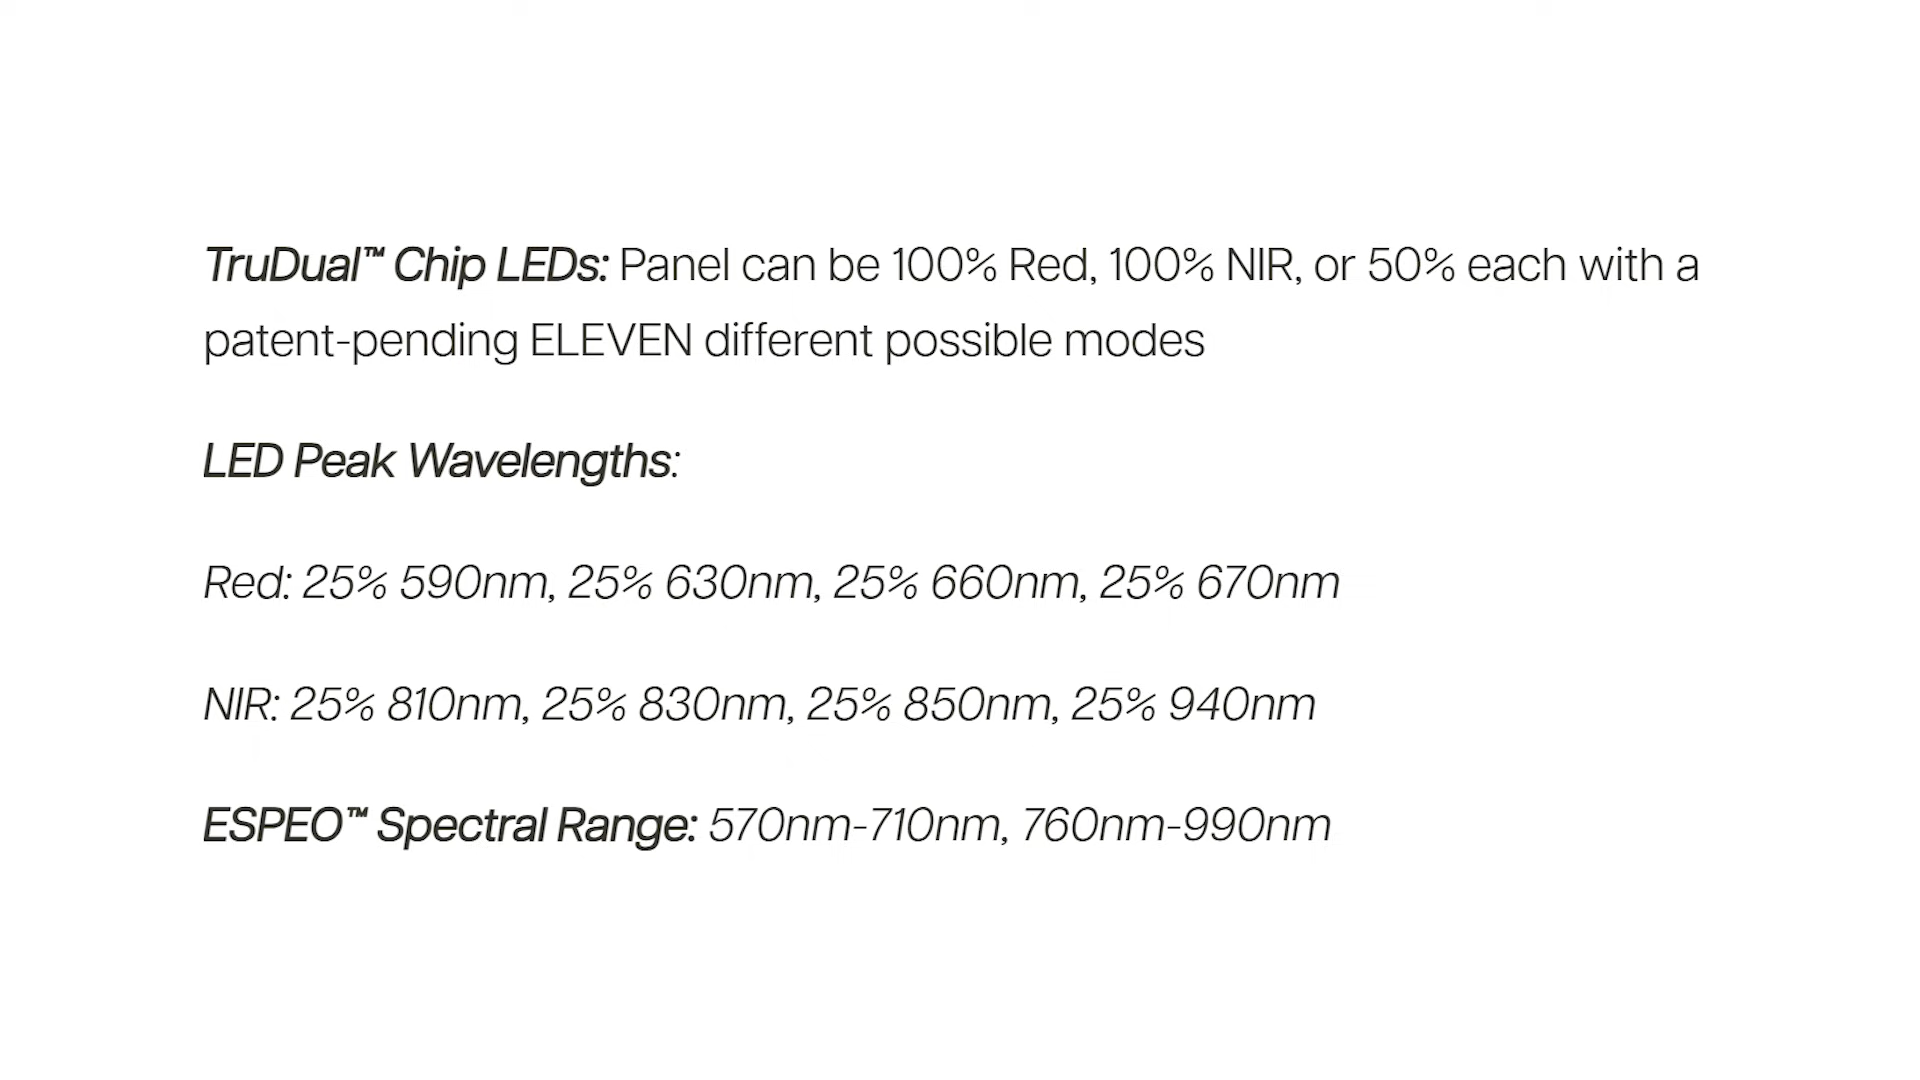 TruDual™ Chip LEDs: Panel can be 100% Red, 100% NIR, or 50% each with a
patent-pending ELEVEN different possible modes
LED Peak Wavelengths:
Red: 25% 590nm, 25% 630nm, 25% 660nm, 25% 670nm
NIR: 25% 810nm, 25% 830nm, 25% 850nm, 25% 940nm
ESPEO™ Spectral Range: 570nm-710nm, 760nm-990nm